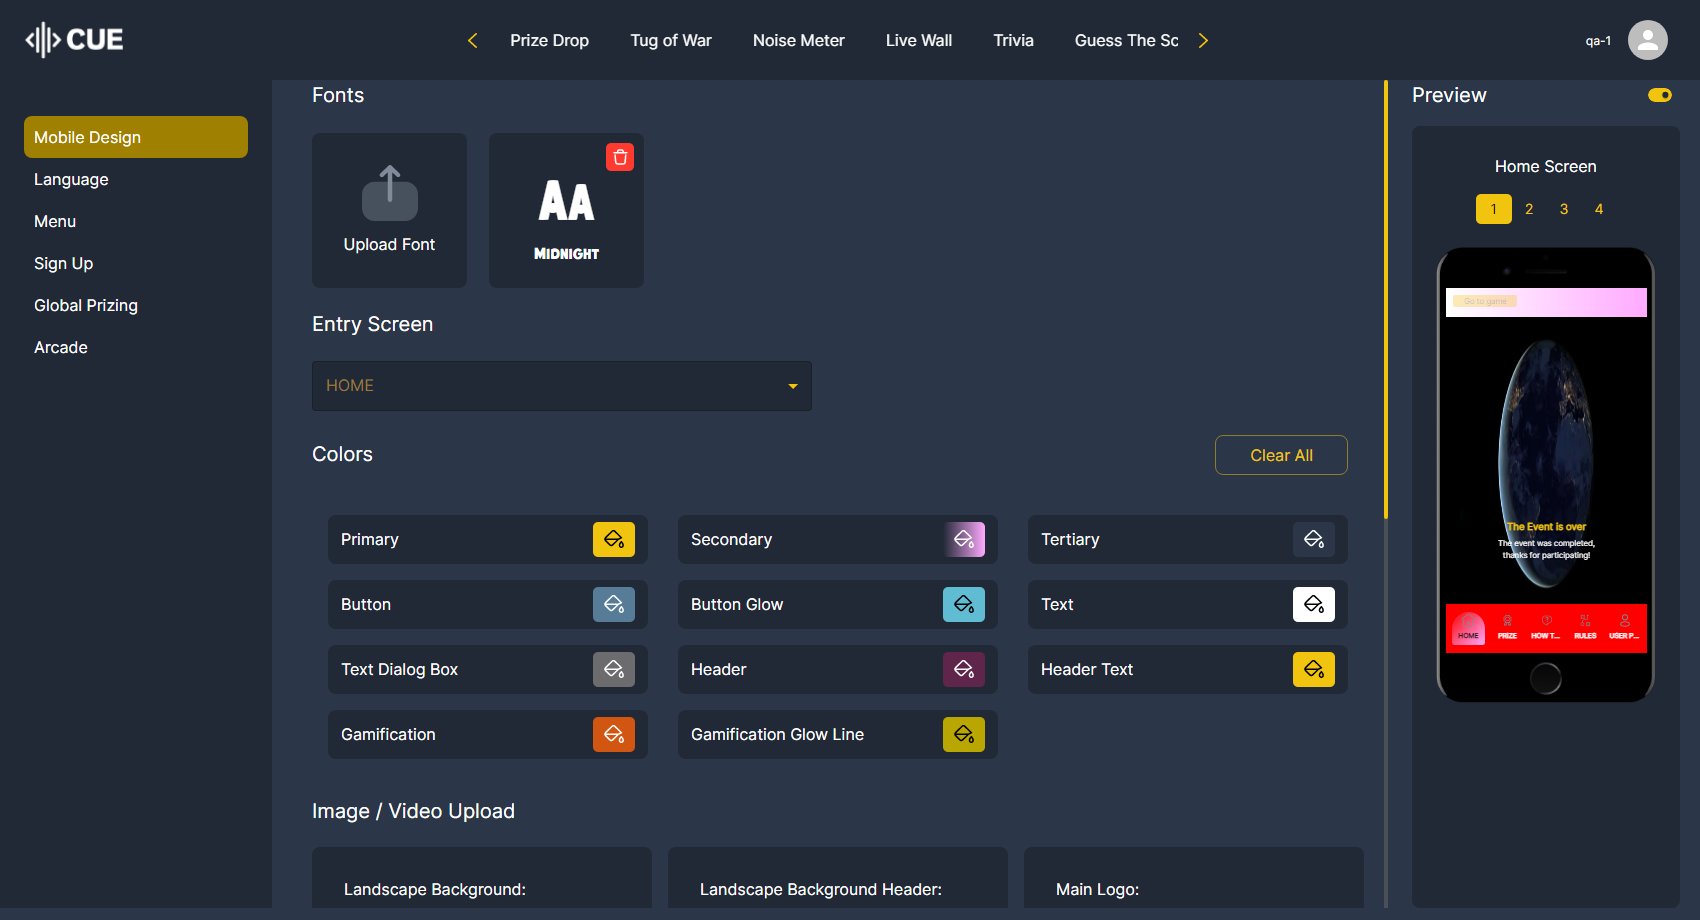 CUE
Prize Drop
Tug of War
Noise Meter
Live Wall
Trivia
Guess The Sc
qa-1
Mobile Design
Language
Menu
Sign Up
Global Prizing
Arcade
Fonts
Upload Font
AA
MIDNIGHT
Entry Screen
HOME
Colors
Clear All
Primary
Secondary
Tertiary
Button
Button Glow
Text
Text Dialog Box
Header
Header Text
Gamification
Gamification Glow Line
Image / Video Upload
Landscape Background:
Landscape Background Header:
Main Logo:
Preview
Home Screen
1 2 3 4
Go to game
The Event is over
The event was completed,
thanks for participating!
HOME PRIZE HOW T... RULES USER P...